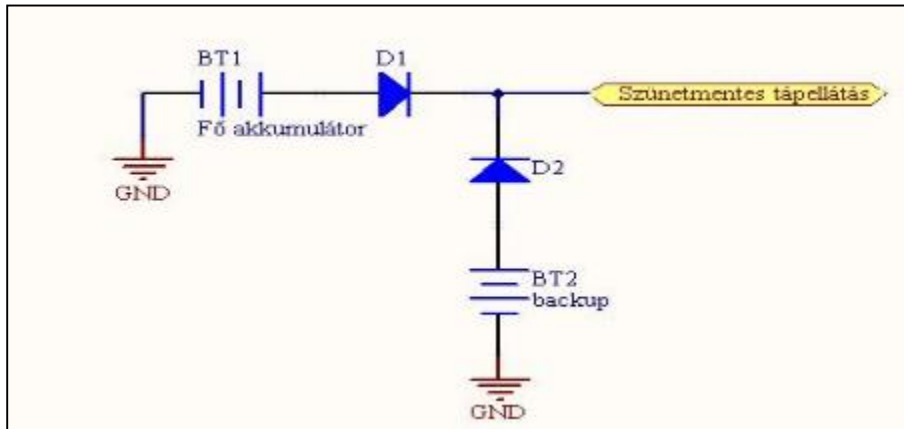 BT1
D1
Szünetmentes tápellátás
Fő akkumulátor
GND
D2
BT2
backup
GND